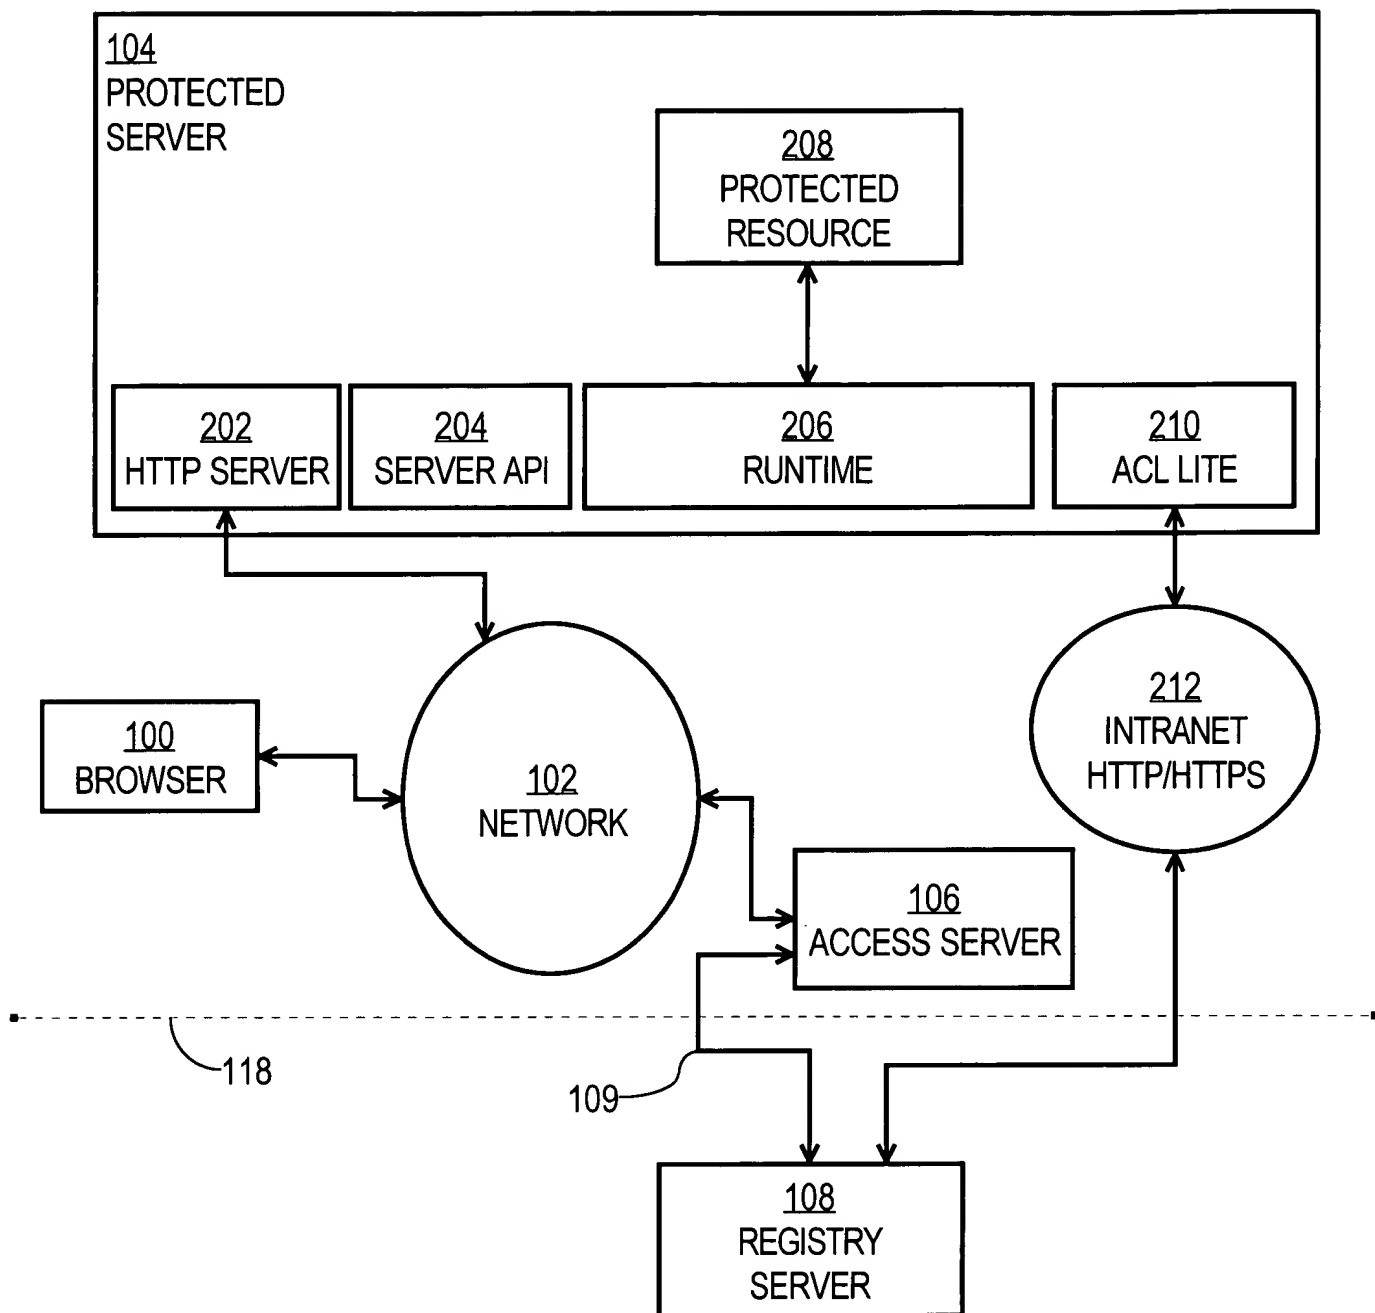 104
PROTECTED
SERVER
208
PROTECTED
RESOURCE
202
HTTP SERVER
204
SERVER API
206
RUNTIME
210
ACL LITE
100
BROWSER
102
NETWORK
212
INTRANET
HTTP/HTTPS
106
ACCESS SERVER
118
109
108
REGISTRY
SERVER